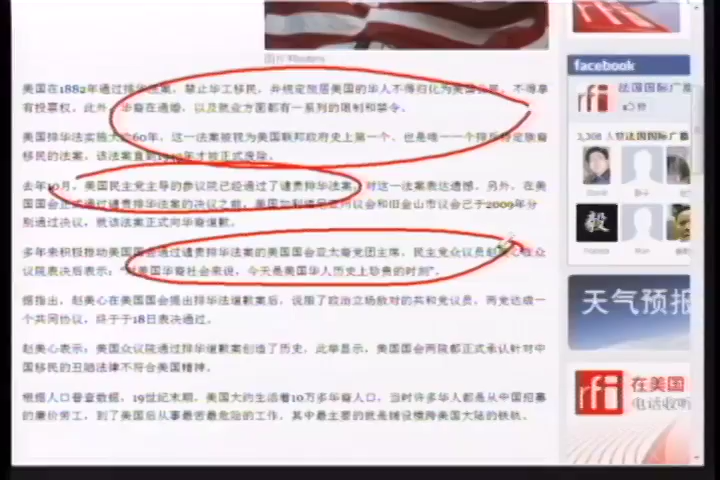 美国在1882年通过排华法案，禁止华工移民，并规定旅居美国的华人不得归化为美国公民，不得享
有投票权。此外，华裔在通婚，以及就业方面都有一系列的限制和禁令。
美国排华法实施大约60年，这一法案被视为美国联邦政府史上第一个、也是唯一一个排斥特定族裔
移民的法案，该法案直到1943年才被正式废除。
去年10月，美国民主党主导的参议院已经通过了谴责排华法案，对这一法案表达遗憾。另外，在美
国国会正式通过谴责排华法案的决议之前，美国加利福尼亚州议会和旧金山市议会已于2009年分
别通过决议，就该法案正式向华裔道歉。
多年来积极推动美国国会通过谴责排华法案的美国国会亚太裔党团主席、民主党众议员赵美心在众
议院表决后表示：“对美国华裔社会来说，今天是美国华人历史上珍贵的时刻”。
据指出，赵美心在美国国会提出排华法道歉案后，说服了政治立场敌对的共和党议员，两党达成一
个共同协议，终于于18日表决通过。
赵美心表示：美国众议院通过排华道歉案创造了历史，此举显示，美国国会两院都正式承认针对中
国移民的丑陋法律不符合美国精神。
根据人口普查数据，19世纪末期，美国大约生活着10万多华裔人口，当时许多华人都是从中国招募
的廉价劳工，到了美国后从事最苦最危险的工作，其中最主要的就是铺设横跨美国大陆的铁轨。
facebook
rfi
法国国际广播
毅
天气预报
rfi
在美国
电话收听